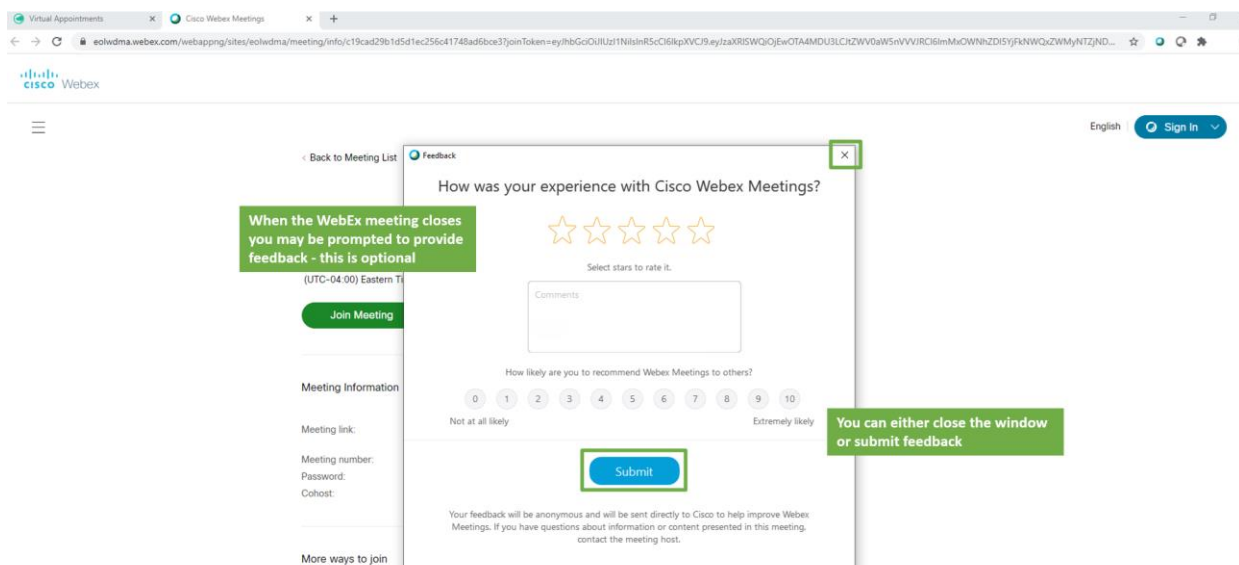 Virtual Appointments
Cisco Webex Meetings
eolwdma.webex.com/webappng/sites/eolwdma/meeting/info/
cisco Webex
English
Sign In
< Back to Meeting List
Feedback
How was your experience with Cisco Webex Meetings?
When the WebEx meeting closes
you may be prompted to provide
feedback - this is optional
Select stars to rate it.
(UTC-04:00) Eastern Ti
Comments
Join Meeting
How likely are you to recommend Webex Meetings to others?
Meeting Information
0 1 2 3 4 5 6 7 8 9 10
Not at all likely
Extremely likely
You can either close the window
or submit feedback
Meeting link:
Meeting number:
Password:
Cohost:
Submit
Your feedback will be anonymous and will be sent directly to Cisco to help improve Webex
Meetings. If you have questions about information or content presented in this meeting,
contact the meeting host.
More ways to join